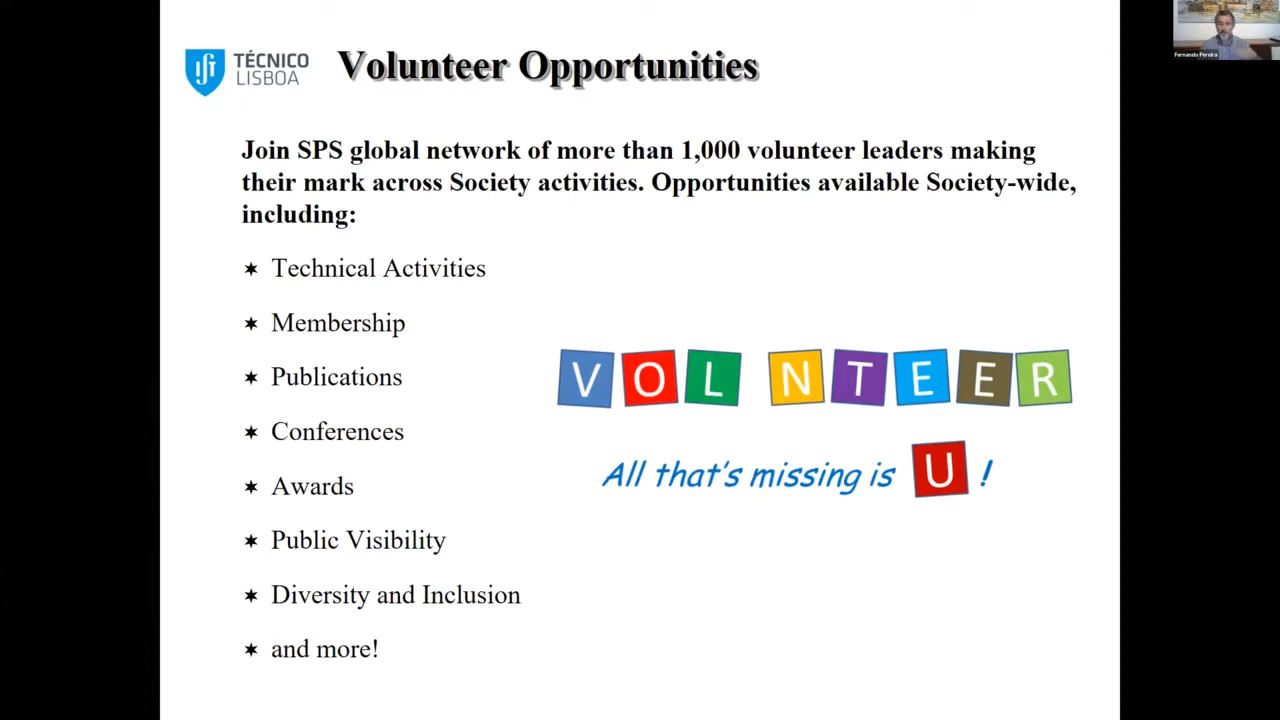 TÉCNICO
LISBOA
Volunteer Opportunities
Fernando Pereira
Join SPS global network of more than 1,000 volunteer leaders making
their mark across Society activities. Opportunities available Society-wide,
including:
✶ Technical Activities
✶ Membership
✶ Publications
✶ Conferences
✶ Awards
✶ Public Visibility
✶ Diversity and Inclusion
✶ and more!
VOL NTEER
All that's missing is U !